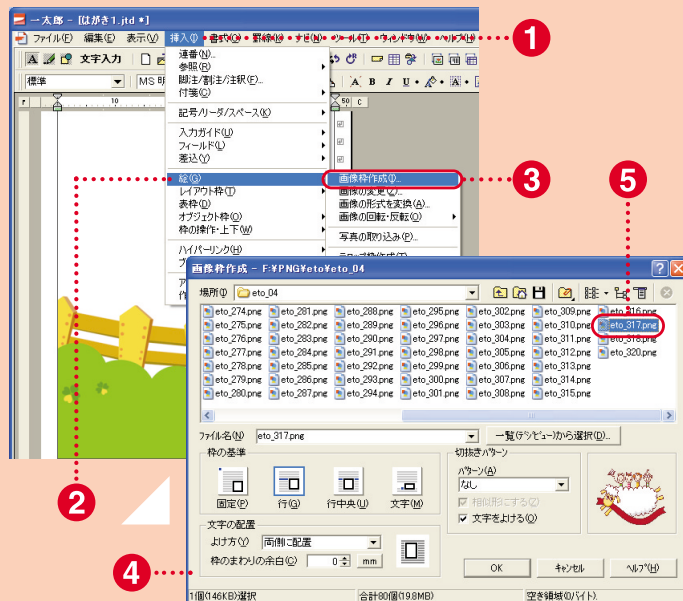 一太郎 - [はがき1.jtd *]
ファイル(F) 編集(E) 表示(V) 挿入(I) 書式(O) 罫線(K) ナビ(N) ツール(T) ウィンドウ(W) ヘルプ(H)
文字入力
標準 MS明
A B I U
10 50
連番(N)...
参照(R)
脚注/割注/注釈(F)...
付箋(C)
記号/リーダ/スペース(K)
入力ガイド(U)
フィールド(L)
差込(Y)
絵(G)
レイアウト枠(T)
表枠(D)
オブジェクト枠(Q)
枠の操作・上下(W)
ハイパーリンク(H)
画像枠作成(I)...
画像の変更(Z)...
画像の形式を変換(A)...
画像の回転・反転(O)
写真の取り込み(P)...
1
2
3
4
5
画像枠作成 - F:¥PNG¥eto¥eto_04
場所(I) eto_04
eto_274.png eto_281.png eto_288.png eto_295.png eto_302.png eto_309.png eto_316.png
eto_275.png eto_282.png eto_289.png eto_296.png eto_303.png eto_310.png eto_317.png
eto_276.png eto_283.png eto_290.png eto_297.png eto_304.png eto_311.png eto_318.png
eto_277.png eto_284.png eto_291.png eto_298.png eto_305.png eto_312.png eto_320.png
eto_278.png eto_285.png eto_292.png eto_299.png eto_306.png eto_313.png
eto_279.png eto_286.png eto_293.png eto_300.png eto_307.png eto_314.png
eto_280.png eto_287.png eto_294.png eto_301.png eto_308.png eto_315.png
ファイル名(N) eto_317.png 一覧(デジビュー)から選択(D)...
枠の基準
固定(P) 行(G) 行中央(U) 文字(M)
切抜きパターン
パターン(A)
なし
相似形にする(Z)
文字をよける(Q)
文字の配置
よけ方(Y) 両側に配置
枠のまわりの余白(C) 0 mm
OK キャンセル ヘルプ(H)
1個(146KB)選択 合計80個(19.8MB) 空き領域(0バイト)